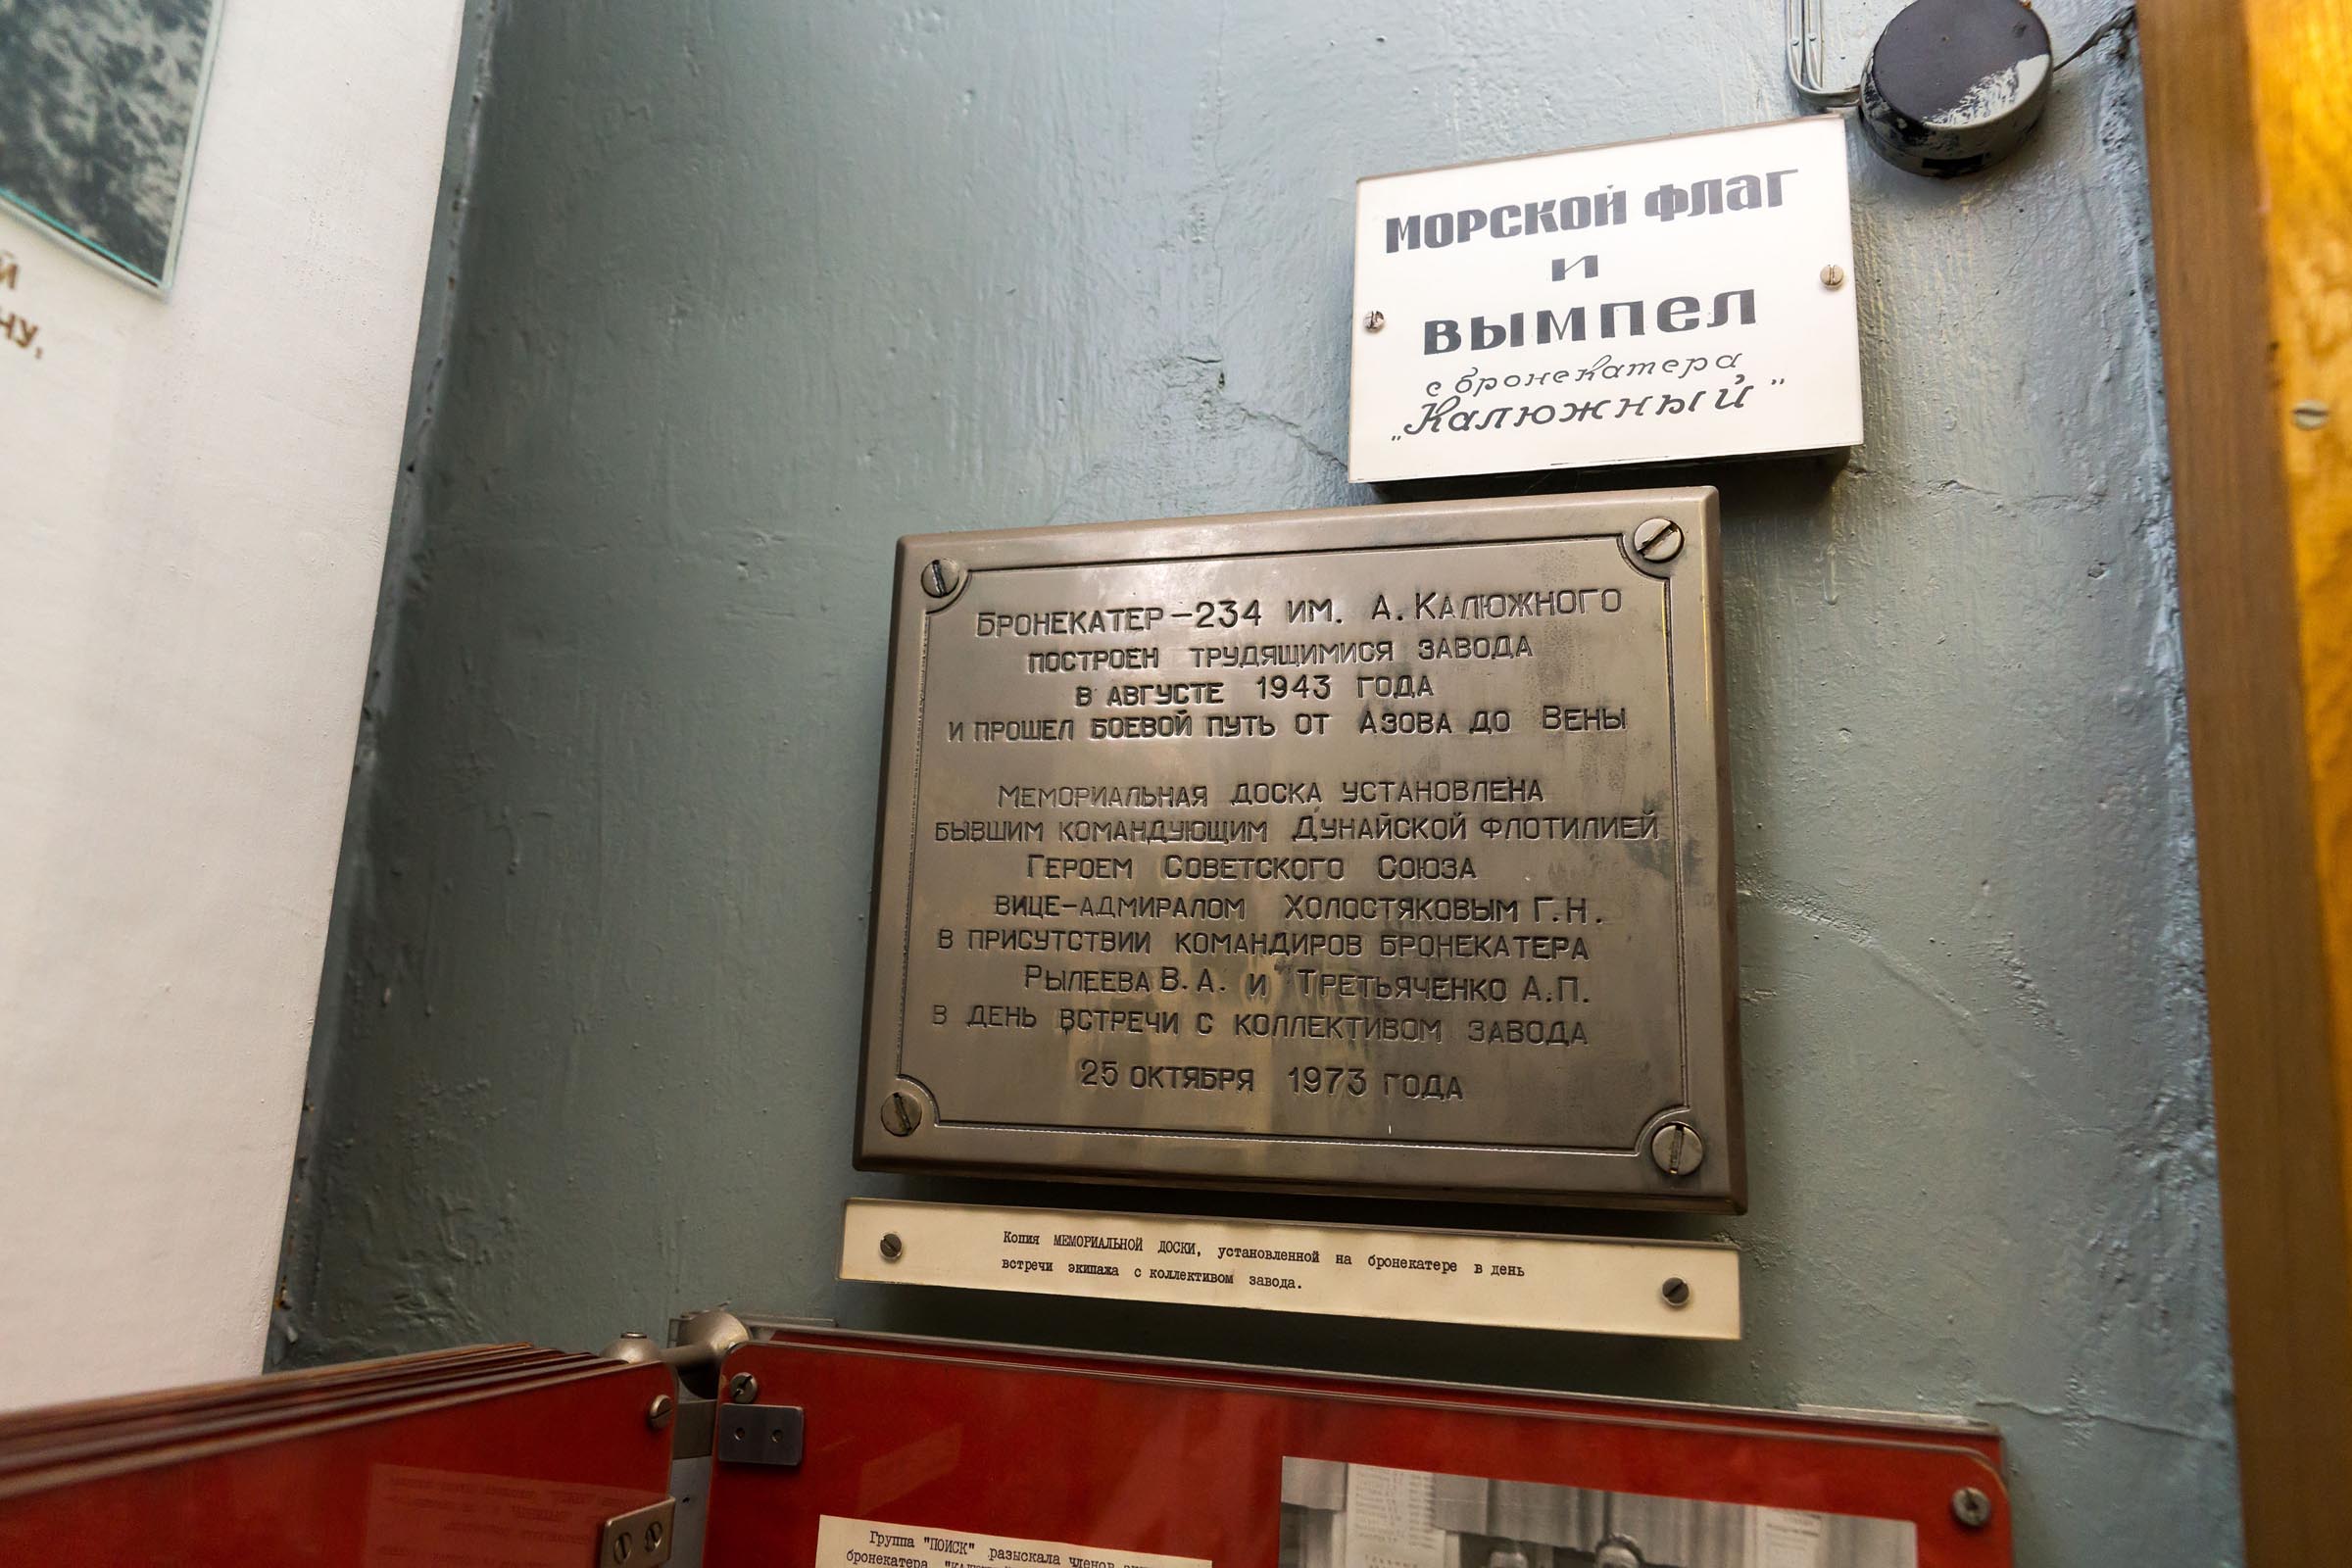 МОРСКОЙ ФЛАГ
И
ВЫМПЕЛ
с бронекатера
„Калюжный"
БРОНЕКАТЕР-234 ИМ. А. КАЛЮЖНОГО
ПОСТРОЕН ТРУДЯЩИМИСЯ ЗАВОДА
В АВГУСТЕ 1943 ГОДА
И ПРОШЕЛ БОЕВОЙ ПУТЬ ОТ АЗОВА ДО ВЕНЫ
МЕМОРИАЛЬНАЯ ДОСКА УСТАНОВЛЕНА
БЫВШИМ КОМАНДУЮЩИМ ДУНАЙСКОЙ ФЛОТИЛИЕЙ
ГЕРОЕМ СОВЕТСКОГО СОЮЗА
ВИЦЕ-АДМИРАЛОМ ХОЛОСТЯКОВЫМ Г.Н.
В ПРИСУТСТВИИ КОМАНДИРОВ БРОНЕКАТЕРА
РЫЛЕЕВА В.А. И ТРЕТЬЯЧЕНКО А.П.
В ДЕНЬ ВСТРЕЧИ С КОЛЛЕКТИВОМ ЗАВОДА
25 ОКТЯБРЯ 1973 ГОДА
Копия МЕМОРИАЛЬНОЙ ДОСКИ, установленной на бронекатере в день
встречи экипажа с коллективом завода.
Группа "ПОИСК" разыскала членов
бронекатера